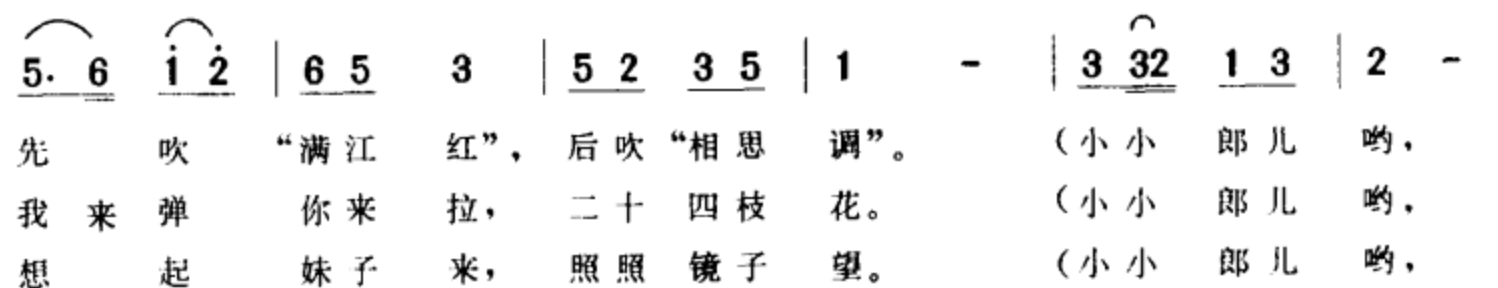 5. 6 1̇ 2̇ | 6 5 3 | 5 2 3 5 | 1 - | 3 32 1 3 | 2 -
先 吹 “满江 红”, 后吹“相思 调”。 (小小 郎儿 哟,
我 来 弹 你来 拉, 二十 四枝 花。 (小小 郎儿 哟,
想 起 妹子 来, 照照 镜子 望。 (小小 郎儿 哟,